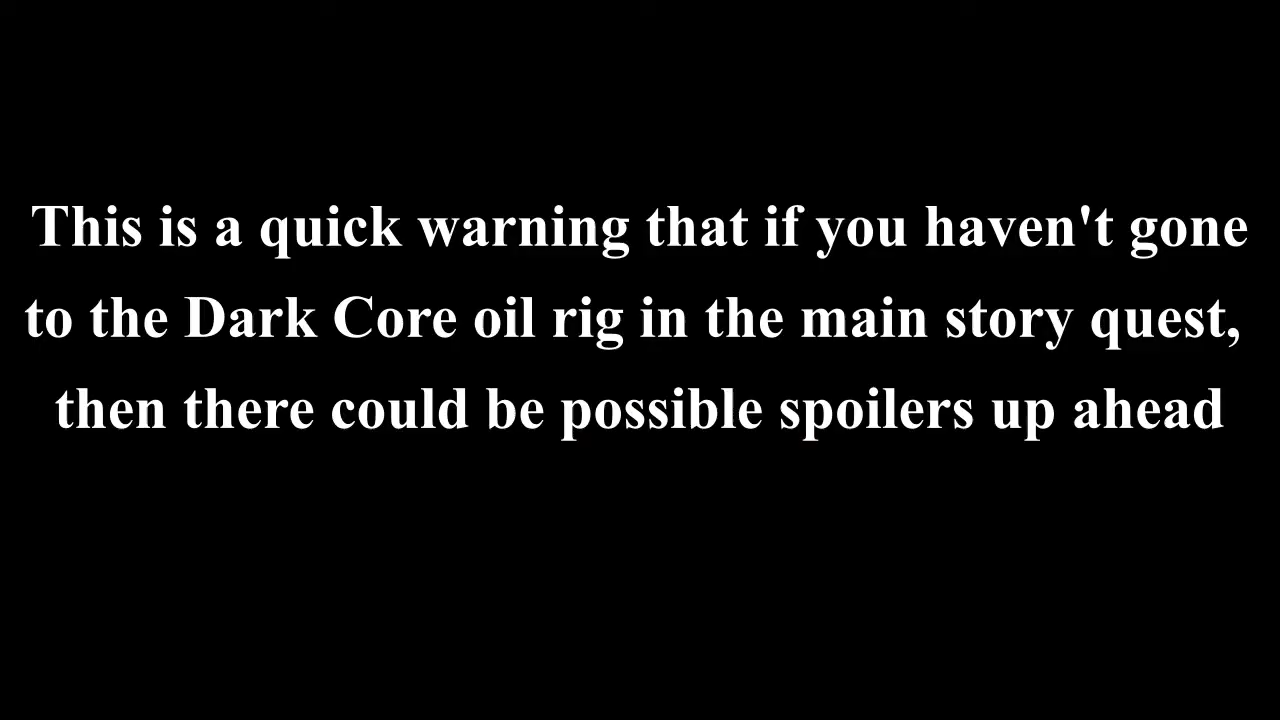 This is a quick warning that if you haven't gone
to the Dark Core oil rig in the main story quest,
then there could be possible spoilers up ahead